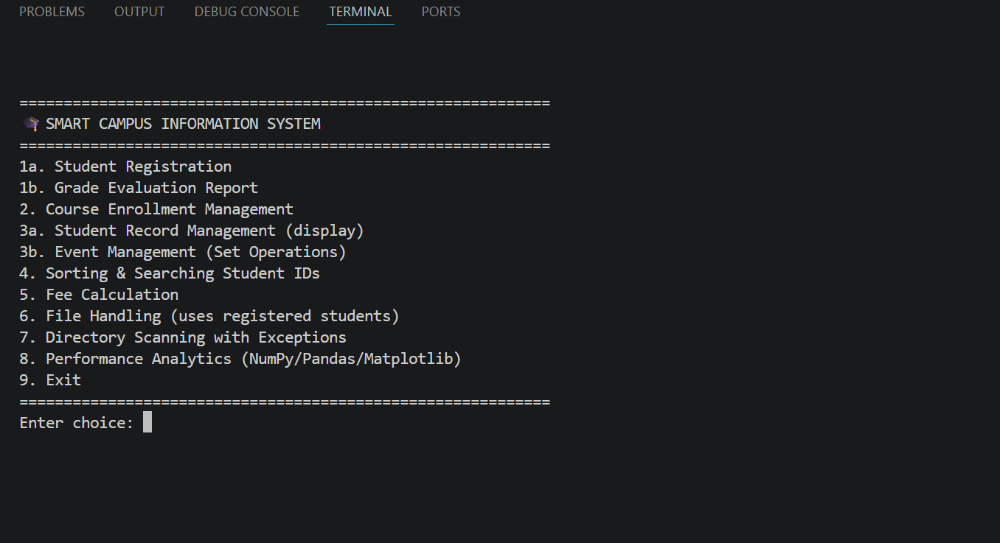 PROBLEMS OUTPUT DEBUG CONSOLE TERMINAL PORTS
============================================================
🎓 SMART CAMPUS INFORMATION SYSTEM
============================================================
1a. Student Registration
1b. Grade Evaluation Report
2. Course Enrollment Management
3a. Student Record Management (display)
3b. Event Management (Set Operations)
4. Sorting & Searching Student IDs
5. Fee Calculation
6. File Handling (uses registered students)
7. Directory Scanning with Exceptions
8. Performance Analytics (NumPy/Pandas/Matplotlib)
9. Exit
============================================================
Enter choice: